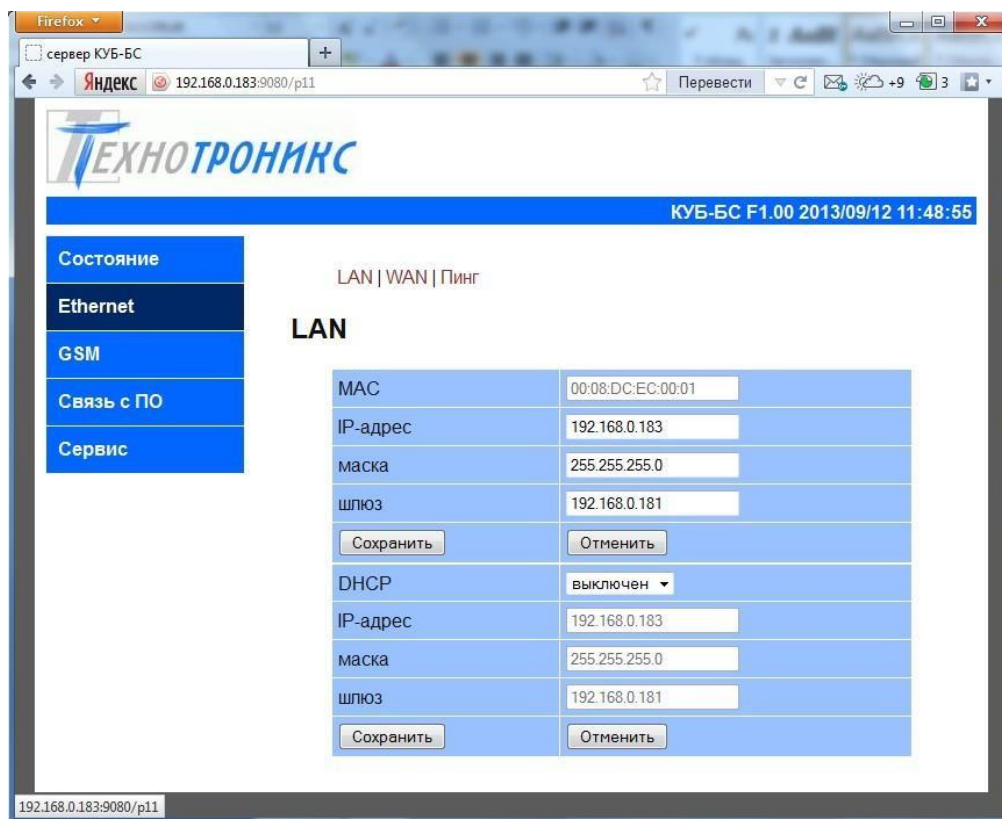 Firefox
сервер КУБ-БС
+
Яндекс 192.168.0.183:9080/p11 Перевести +9 3
ТЕХНОТРОНИКС
КУБ-БС F1.00 2013/09/12 11:48:55
Состояние
Ethernet
GSM
Связь с ПО
Сервис
LAN | WAN | Пинг
LAN
MAC 00:08:DC:EC:00:01
IP-адрес 192.168.0.183
маска 255.255.255.0
шлюз 192.168.0.181
Сохранить Отменить
DHCP выключен
IP-адрес 192.168.0.183
маска 255.255.255.0
шлюз 192.168.0.181
Сохранить Отменить
192.168.0.183:9080/p11